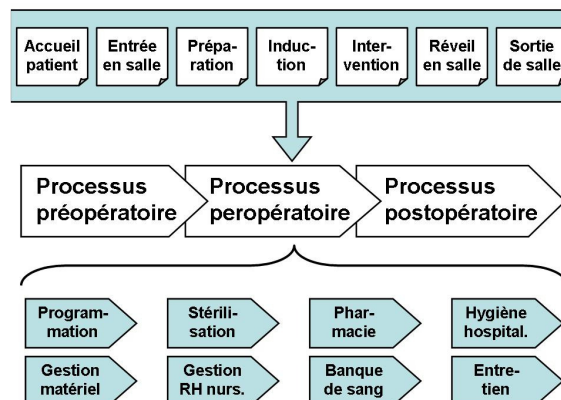 Accueil
patient
Entrée
en salle
Prépa-
ration
Induc-
tion
Inter-
vention
Réveil
en salle
Sortie
de salle
Processus
préopératoire
Processus
peropératoire
Processus
postopératoire
Program-
mation
Stérili-
sation
Phar-
macie
Hygiène
hospital.
Gestion
matériel
Gestion
RH nurs.
Banque
de sang
Entre-
tien